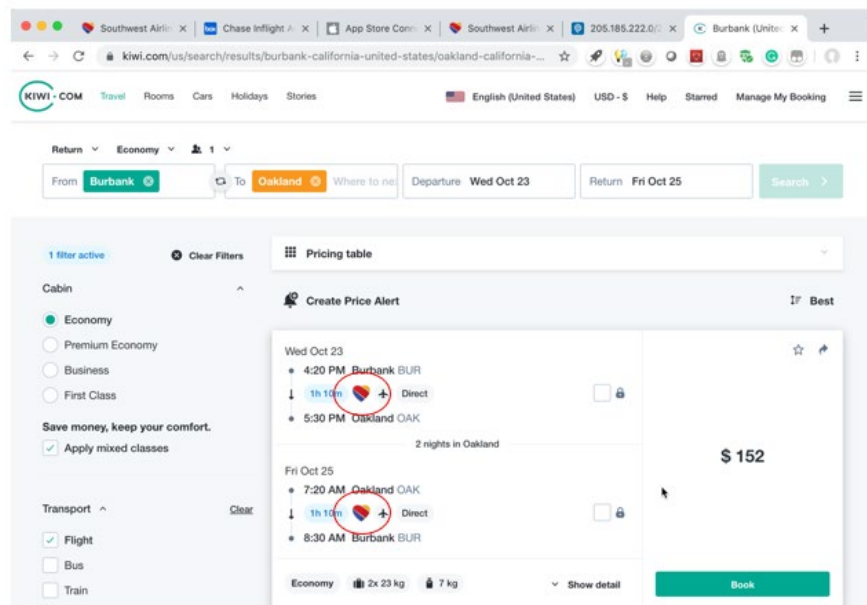 Southwest Airlin
Chase Inflight A
App Store Conn
Southwest Airlin
205.185.222.0/
Burbank (Unite
kiwi.com/us/search/results/burbank-california-united-states/oakland-california-...
KIWI.COM Travel Rooms Cars Holidays Stories English (United States) USD - $ Help Starred Manage My Booking
Return Economy 1
From Burbank To Oakland Where to ne Departure Wed Oct 23 Return Fri Oct 25 Search
1 filter active Clear Filters
Pricing table
Cabin
Economy
Premium Economy
Business
First Class
Save money, keep your comfort.
Apply mixed classes
Transport Clear
Flight
Bus
Train
Create Price Alert Best
Wed Oct 23
4:20 PM Burbank BUR
1h 10m Direct
5:30 PM Oakland OAK
2 nights in Oakland
Fri Oct 25
7:20 AM Oakland OAK
1h 10m Direct
8:30 AM Burbank BUR
Economy 2x 23 kg 7 kg Show detail
$ 152
Book